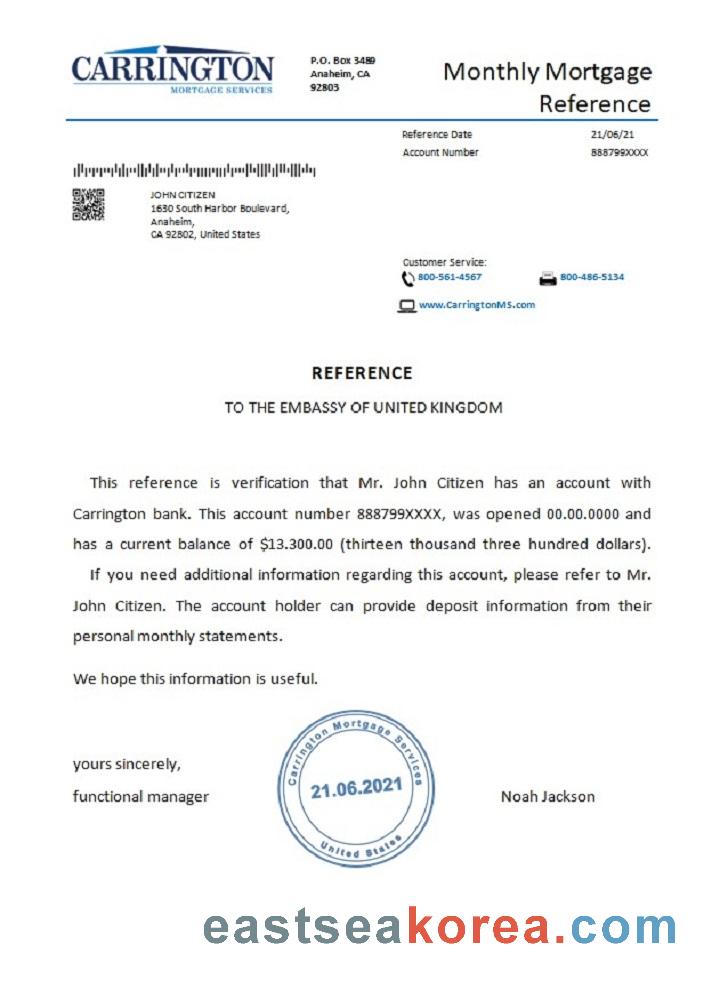 CARRINGTON
MORTGAGE SERVICES
P.O. Box 3489
Anaheim, CA
92803
Monthly Mortgage
Reference
Reference Date 21/06/21
Account Number 888799XXXX
JOHN CITIZEN
1630 South Harbor Boulevard,
Anaheim,
CA 92802, United States
Customer Service:
800-561-4567 800-486-5134
www.CarringtonMS.com
REFERENCE
TO THE EMBASSY OF UNITED KINGDOM
This reference is verification that Mr. John Citizen has an account with
Carrington bank. This account number 888799XXXX, was opened 00.00.0000 and
has a current balance of $13.300.00 (thirteen thousand three hundred dollars).
If you need additional information regarding this account, please refer to Mr.
John Citizen. The account holder can provide deposit information from their
personal monthly statements.
We hope this information is useful.
yours sincerely,
functional manager
Carrington Mortgage Services
21.06.2021
United States
Noah Jackson
eastseakorea.com